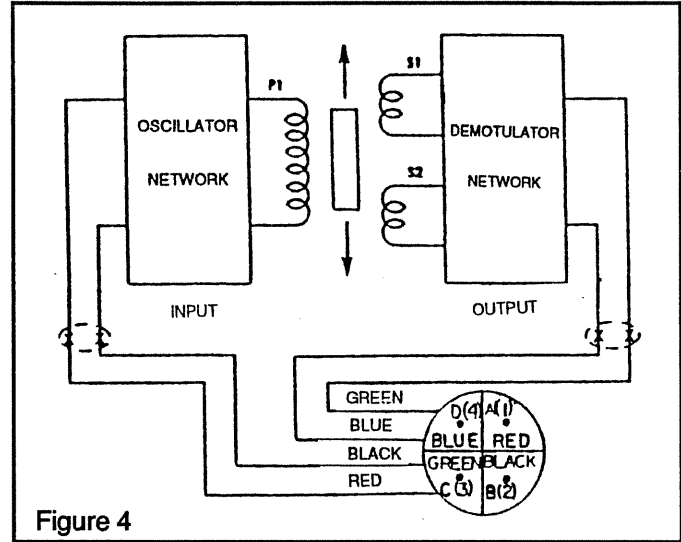 P1
S1
S2
OSCILLATOR
NETWORK
DEMOTULATOR
NETWORK
INPUT
OUTPUT
GREEN
BLUE
BLACK
RED
D(4) A(1)
BLUE RED
GREEN BLACK
C(3) B(2)
Figure 4